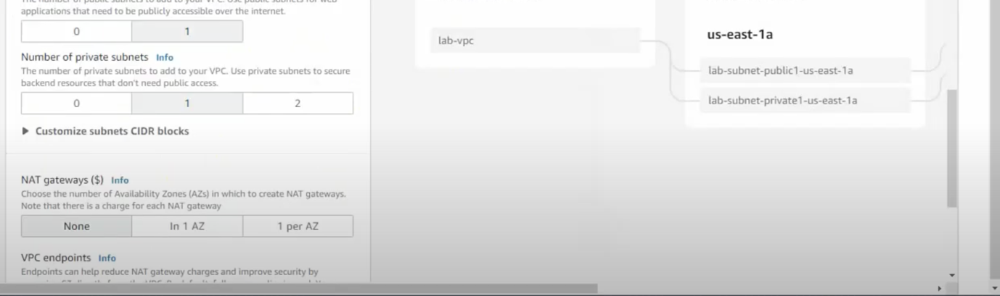 applications that need to be publicly accessible over the internet.
0 1
Number of private subnets Info
The number of private subnets to add to your VPC. Use private subnets to secure
backend resources that don't need public access.
0 1 2
Customize subnets CIDR blocks
NAT gateways ($) Info
Choose the number of Availability Zones (AZs) in which to create NAT gateways.
Note that there is a charge for each NAT gateway
None In 1 AZ 1 per AZ
VPC endpoints Info
Endpoints can help reduce NAT gateway charges and improve security by
lab-vpc
us-east-1a
lab-subnet-public1-us-east-1a
lab-subnet-private1-us-east-1a